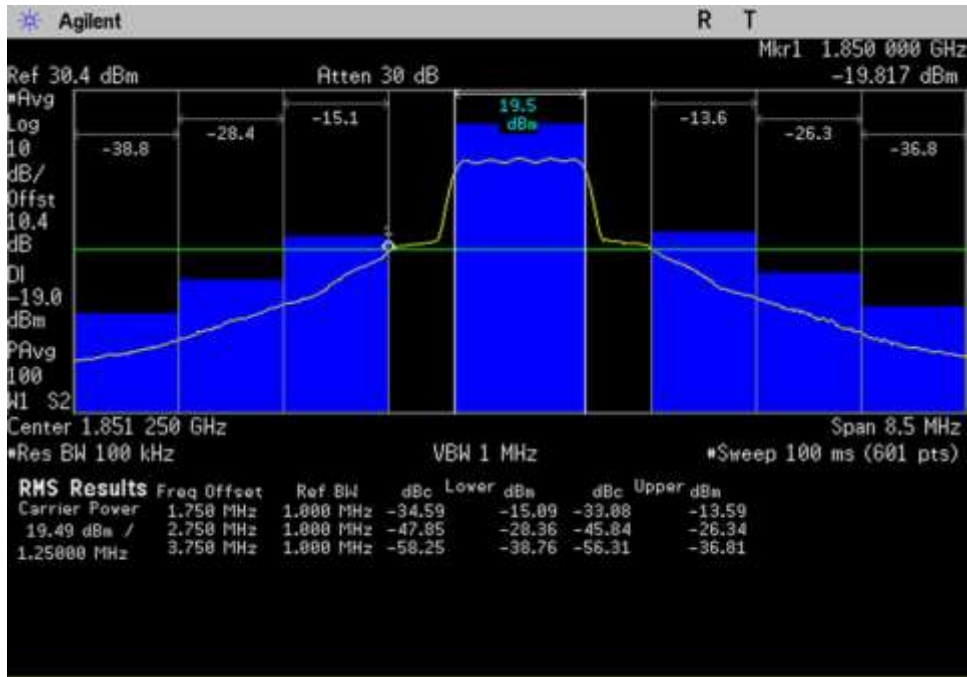 Agilent R T
Mkr1 1.850 000 GHz
Ref 30.4 dBm Atten 30 dB -19.817 dBm
#Avg
Log
10
dB/
Offst
10.4
dB
DI
-19.0
dBm
PAvg
100
W1 S2
-38.8 -28.4 -15.1 19.5 dBm -13.6 -26.3 -36.8
Center 1.851 250 GHz Span 8.5 MHz
#Res BW 100 kHz VBW 1 MHz #Sweep 100 ms (601 pts)
RMS Results Freq Offset Ref BW dBc Lower dBm dBc Upper dBm
Carrier Power 1.750 MHz 1.000 MHz -34.59 -15.09 -33.08 -13.59
19.49 dBm / 2.750 MHz 1.000 MHz -47.85 -28.36 -45.84 -26.34
1.25000 MHz 3.750 MHz 1.000 MHz -58.25 -38.76 -56.31 -36.81